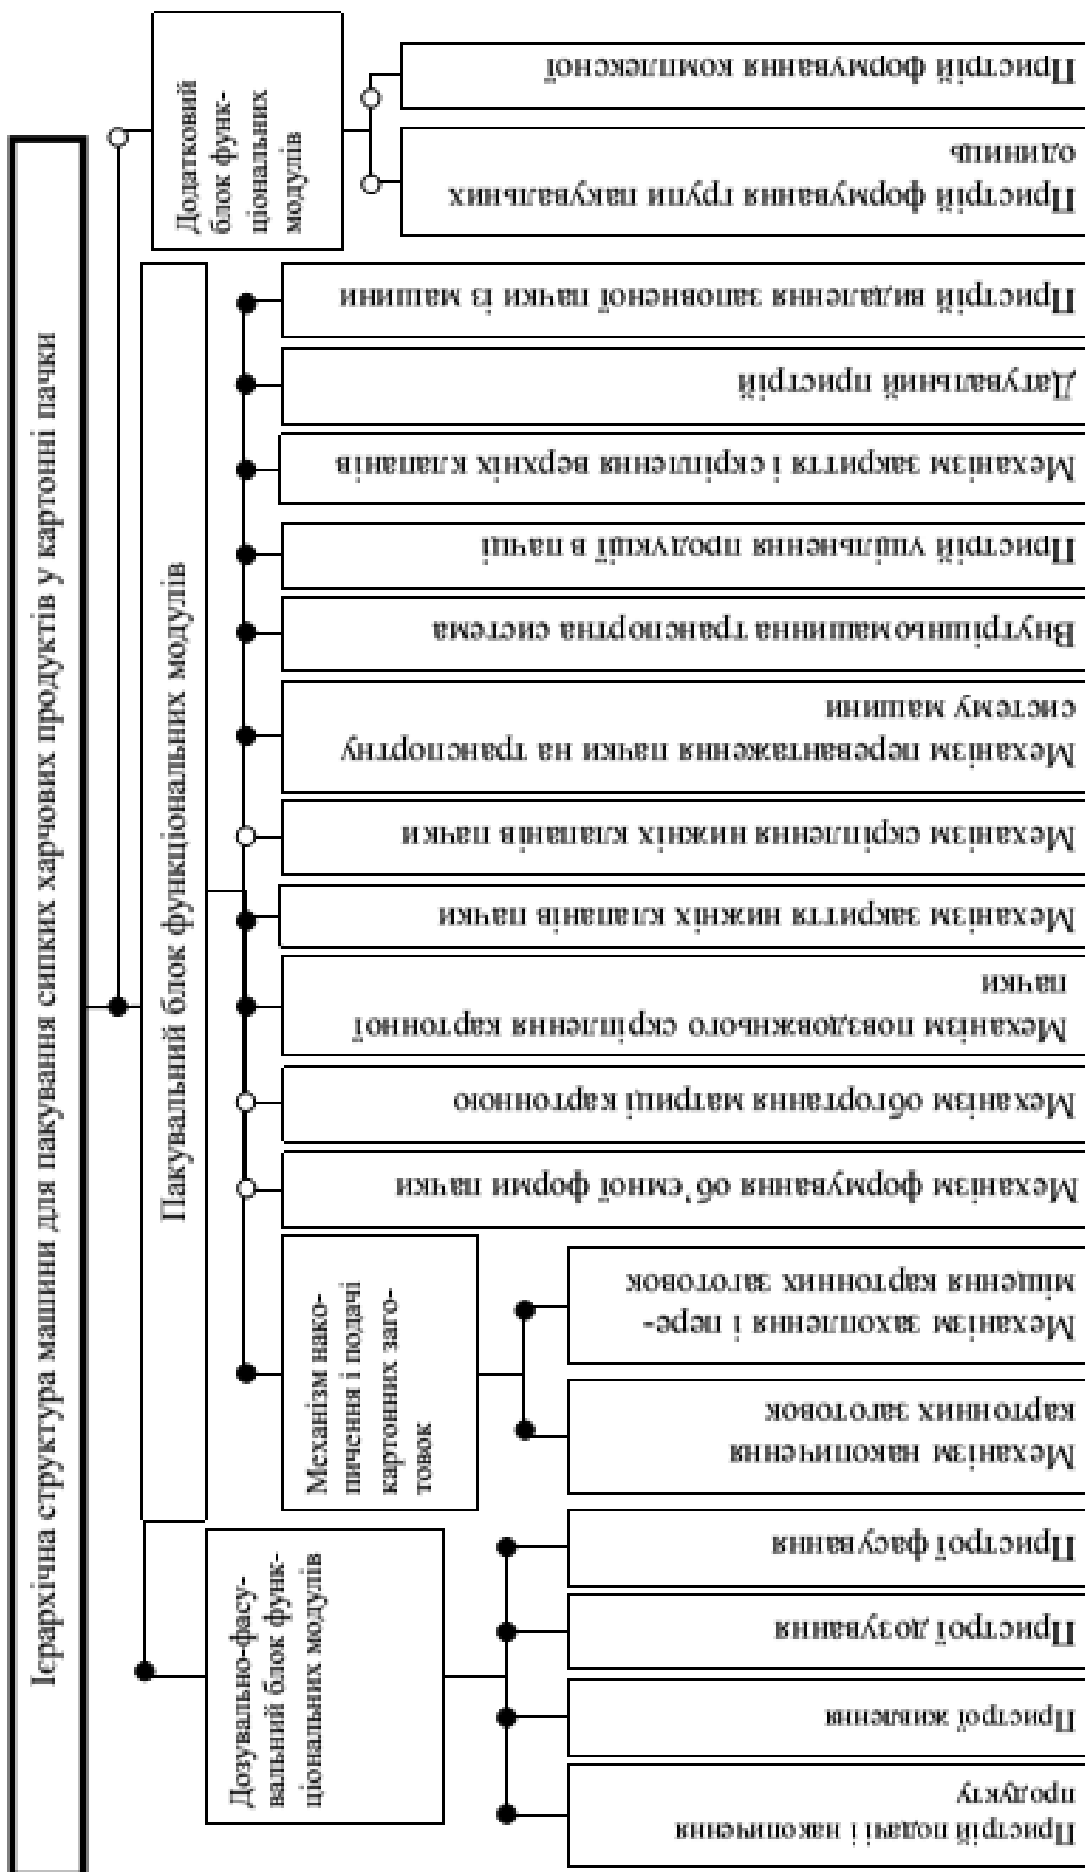 Ієрархічна структура машини для пакування сипких харчових продуктів у картонні пачки
Дозувально-фасу-
вальний блок функ-
ціональних модулів
Пакувальний блок функціональних модулів
Додатковий
блок функ-
ціональних
модулів
Пристрій подачі і накопичення
продукту
Пристрої живлення
Пристрої дозування
Пристрої фасування
Механізм нако-
пичення і подачі
картонних заго-
товок
Механізм накопичення
картонних заготовок
Механізм захоплення і пере-
міщення картонних заготовок
Механізм формування об'ємної форми пачки
Механізм обгортання матриці картонною
Механізм повздовжнього скріплення картонної
пачки
Механізм закриття нижніх клапанів пачки
Механізм скріплення нижніх клапанів пачки
Механізм перевантаження пачки на транспортну
систему машини
Внутрішньомашинна транспортна система
Пристрій ущільнення продукції в пачці
Механізм закриття і скріплення верхніх клапанів
Датувальний пристрій
Пристрій видалення заповненої пачки із машини
Пристрій формування групи пакувальних
одиниць
Пристрій формування комплексної